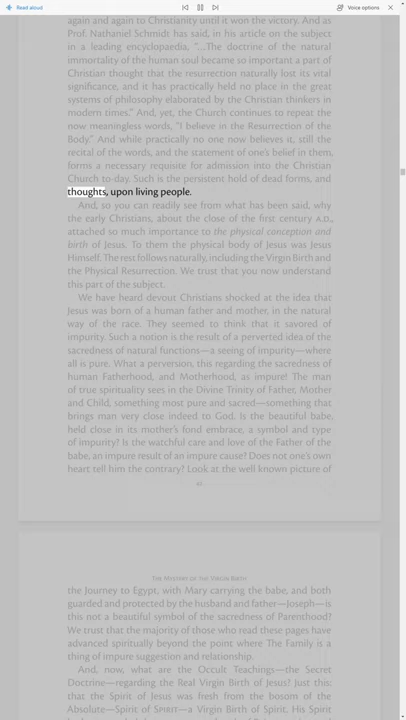 Read aloud
Voice options
again and again to Christianity until it won the victory. And as
Prof. Nathaniel Schmidt has said, in his article on the subject
in a leading encyclopaedia, “…The doctrine of the natural
immortality of the human soul became so important a part of
Christian thought that the resurrection naturally lost its vital
significance, and it has practically held no place in the great
systems of philosophy elaborated by the Christian thinkers in
modern times.” And, yet, the Church continues to repeat the
now meaningless words, “I believe in the Resurrection of the
Body.” And while practically no one now believes it, still the
recital of the words, and the statement of one’s belief in them,
forms a necessary requisite for admission into the Christian
Church to-day. Such is the persistent hold of dead forms, and
thoughts, upon living people.
And, so you can readily see from what has been said, why
the early Christians, about the close of the first century A.D.,
attached so much importance to the physical conception and
birth of Jesus. To them the physical body of Jesus was Jesus
Himself. The rest follows naturally, including the Virgin Birth and
the Physical Resurrection. We trust that you now understand
this part of the subject.
We have heard devout Christians shocked at the idea that
Jesus was born of a human father and mother, in the natural
way of the race. They seemed to think that it savored of
impurity. Such a notion is the result of a perverted idea of the
sacredness of natural functions—a seeing of impurity—where
all is pure. What a perversion, this regarding the sacredness of
human Fatherhood, and Motherhood, as impure! The man
of true spirituality sees in the Divine Trinity of Father, Mother
and Child, something most pure and sacred—something that
brings man very close indeed to God. Is the beautiful babe,
held close in its mother’s fond embrace, a symbol and type
of impurity? Is the watchful care and love of the Father of the
babe, an impure result of an impure cause? Does not one’s own
heart tell him the contrary? Look at the well known picture of
The Mystery of the Virgin Birth
the Journey to Egypt, with Mary carrying the babe, and both
guarded and protected by the husband and father—Joseph—is
this not a beautiful symbol of the sacredness of Parenthood?
We trust that the majority of those who read these pages have
advanced spiritually beyond the point where The Family is a
thing of impure suggestion and relationship.
And, now, what are the Occult Teachings—the Secret
Doctrine—regarding the Real Virgin Birth of Jesus? Just this:
that the Spirit of Jesus was fresh from the bosom of the
Absolute—Spirit of Spirit—a Virgin Birth of Spirit. His Spirit